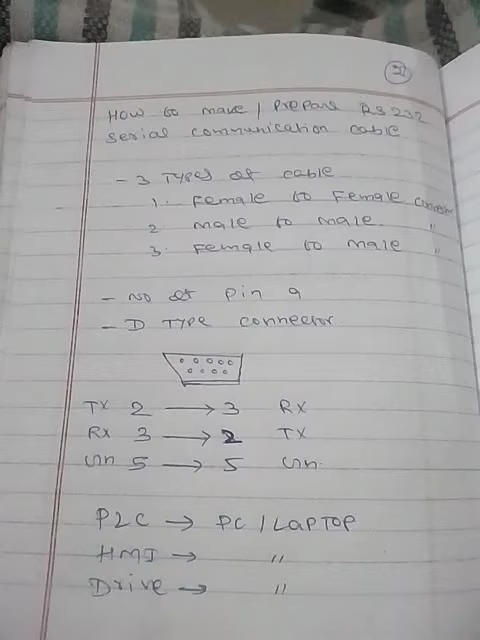 How to make / Prepare RS232
serial communication cable
- 3 Types of cable
1. Female to Female Connector
2 male to male. "
3. Female to male "
- No of Pin 9
- D Type connector
TX 2 → 3 RX
RX 3 → 2 TX
Gn 5 → 5 Gn.
PLC → PC / LAPTOP
HMI → "
Drive → "